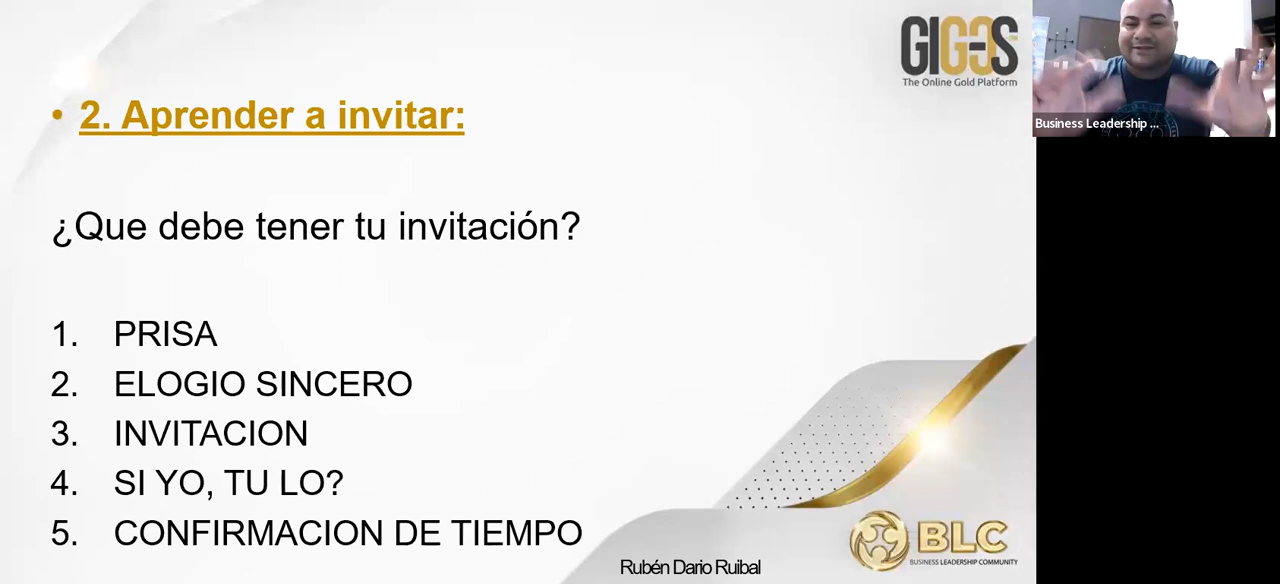 GIGOS
The Online Gold Platform
• 2. Aprender a invitar:
¿Que debe tener tu invitación?
1. PRISA
2. ELOGIO SINCERO
3. INVITACION
4. SI YO, TU LO?
5. CONFIRMACION DE TIEMPO
BLC
BUSINESS LEADERSHIP COMMUNITY
Rubén Dario Ruibal
Business Leadership ...